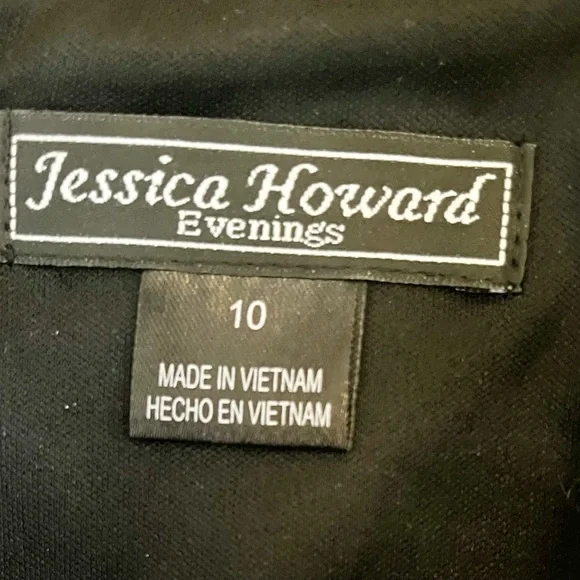 Jessica Howard
Evenings
10
MADE IN VIETNAM
HECHO EN VIETNAM